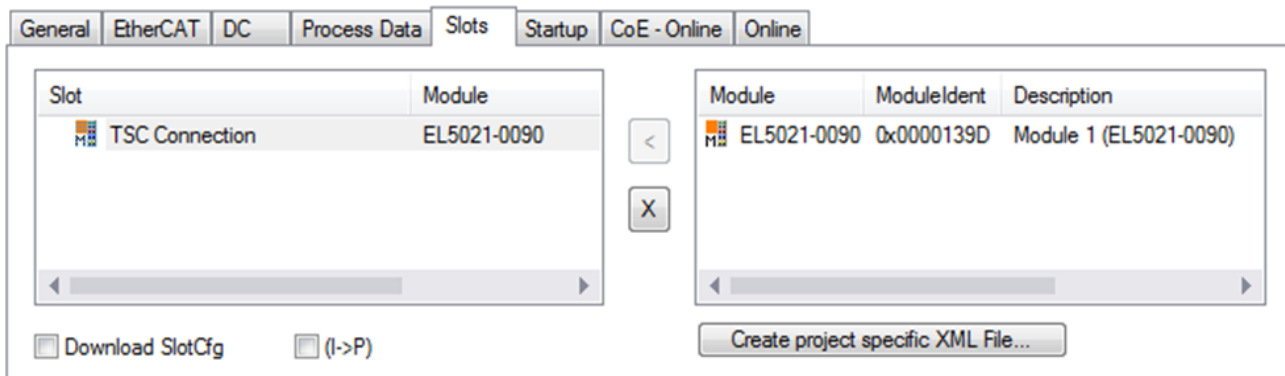 General EtherCAT DC Process Data Slots Startup CoE - Online Online
Slot Module
TSC Connection EL5021-0090
<
X
Module ModuleIdent Description
EL5021-0090 0x0000139D Module 1 (EL5021-0090)
Download SlotCfg (I->P)
Create project specific XML File...